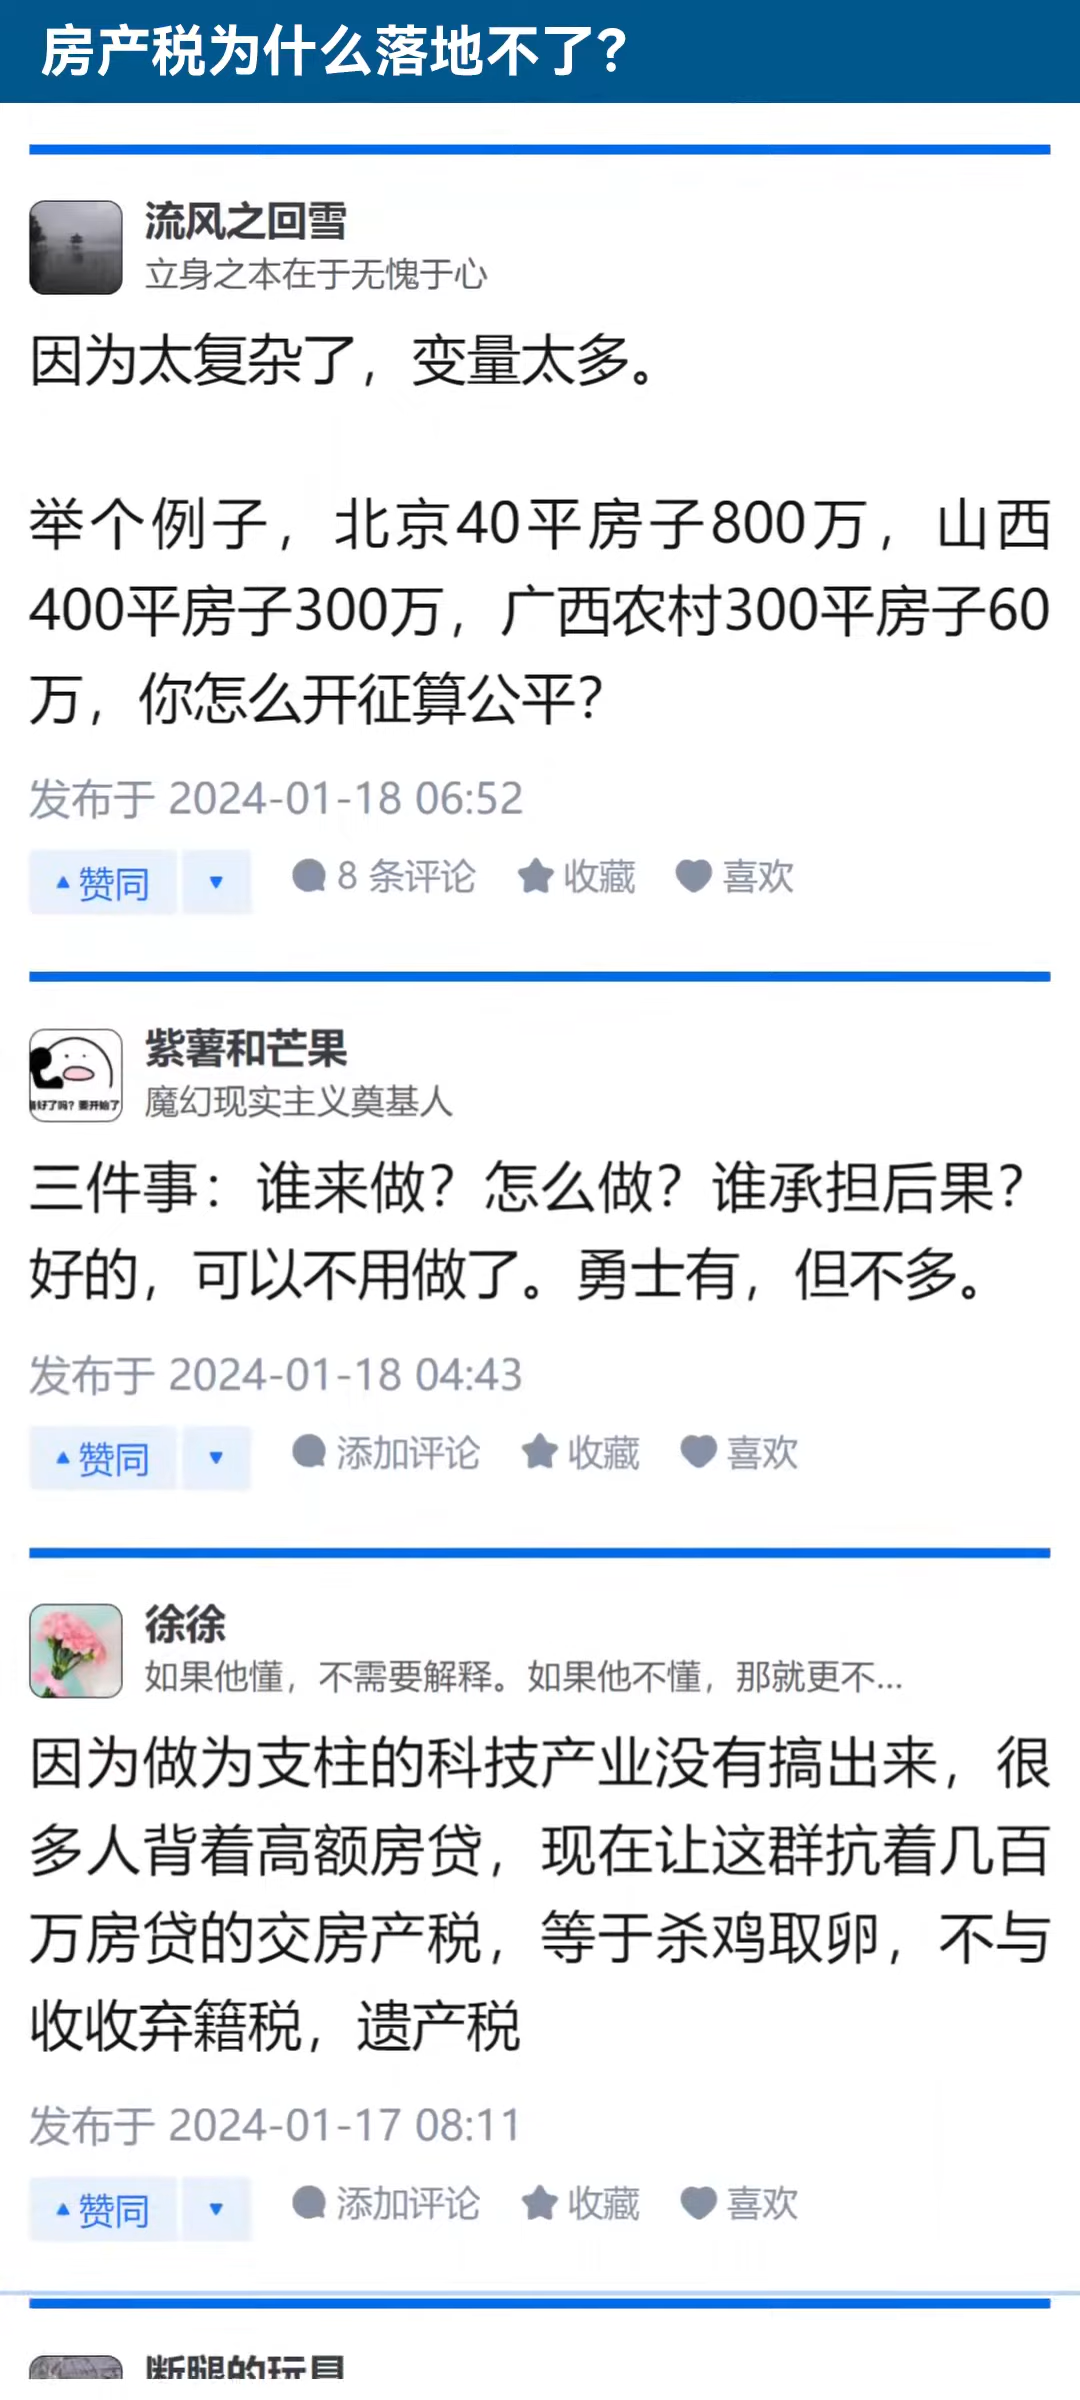 房产税为什么落地不了?
流风之回雪
立身之本在于无愧于心
因为太复杂了，变量太多。
举个例子，北京40平房子800万，山西
400平房子300万，广西农村300平房子60
万，你怎么开征算公平?
发布于 2024-01-18 06:52
赞同 8 条评论 收藏 喜欢
紫薯和芒果
备好了吗? 要开始了
魔幻现实主义奠基人
三件事：谁来做？怎么做？谁承担后果？
好的，可以不用做了。勇士有，但不多。
发布于 2024-01-18 04:43
赞同 添加评论 收藏 喜欢
徐徐
如果他懂，不需要解释。如果他不懂，那就更不...
因为做为支柱的科技产业没有搞出来，很
多人背着高额房贷，现在让这群抗着几百
万房贷的交房产税，等于杀鸡取卵，不与
收收弃籍税，遗产税
发布于 2024-01-17 08:11
赞同 添加评论 收藏 喜欢
断腿的玩具